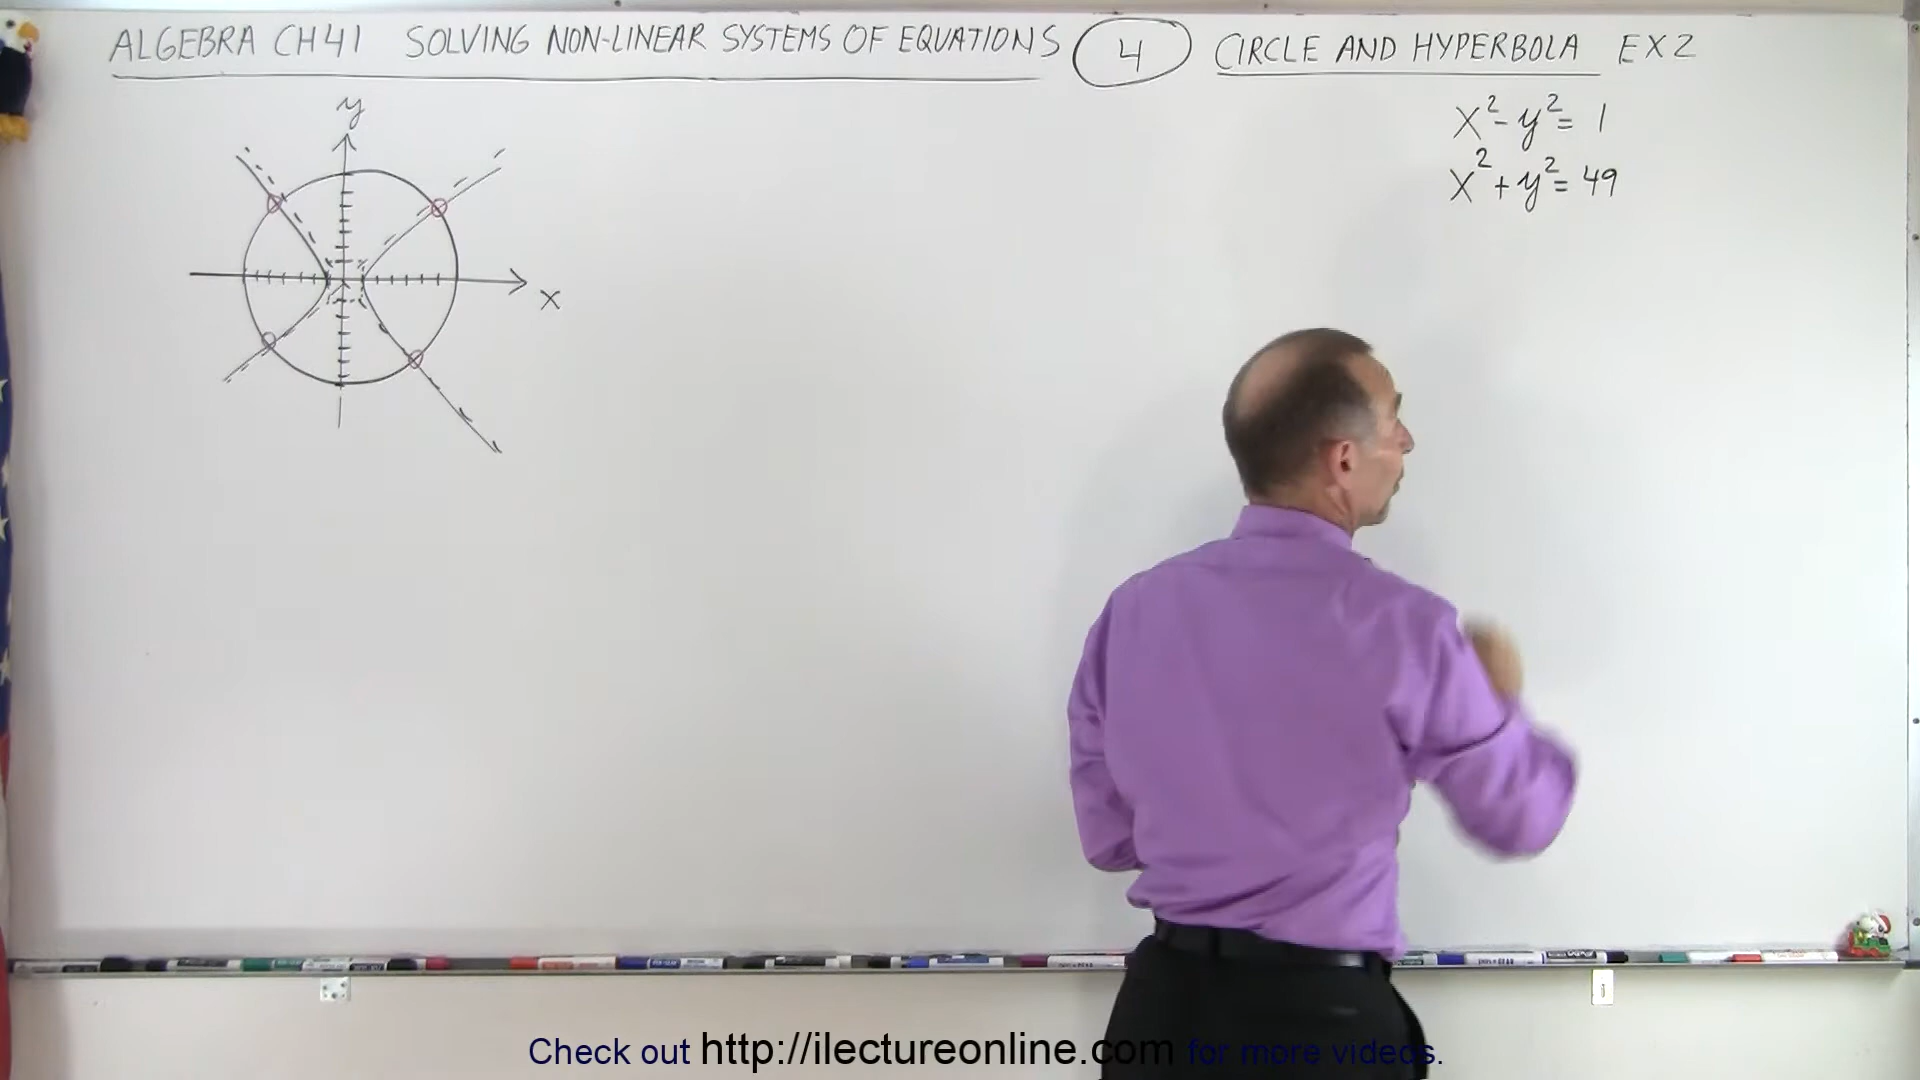 ALGEBRA CH41 SOLVING NON-LINEAR SYSTEMS OF EQUATIONS 4 CIRCLE AND HYPERBOLA EX2
x² - y² = 1
x² + y² = 49
y
x
Check out http://ilectureonline.com for more videos.